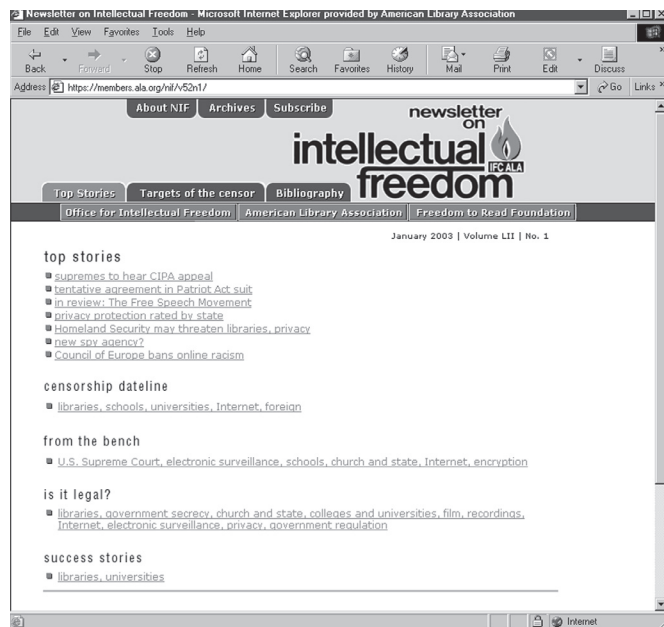 Newsletter on Intellectual Freedom - Microsoft Internet Explorer provided by American Library Association
File Edit View Favorites Tools Help
Back Forward Stop Refresh Home Search Favorites History Mail Print Edit Discuss
Address https://members.ala.org/nif/v52n1/ Go Links
About NIF Archives Subscribe
newsletter
on
intellectual
freedom
IFC ALA
Top Stories Targets of the censor Bibliography
Office for Intellectual Freedom American Library Association Freedom to Read Foundation
January 2003 | Volume LII | No. 1
top stories
supremes to hear CIPA appeal
tentative agreement in Patriot Act suit
in review: The Free Speech Movement
privacy protection rated by state
Homeland Security may threaten libraries, privacy
new spy agency?
Council of Europe bans online racism
censorship dateline
libraries, schools, universities, Internet, foreign
from the bench
U.S. Supreme Court, electronic surveillance, schools, church and state, Internet, encryption
is it legal?
libraries, government secrecy, church and state, colleges and universities, film, recordings,
Internet, electronic surveillance, privacy, government regulation
success stories
libraries, universities
Internet